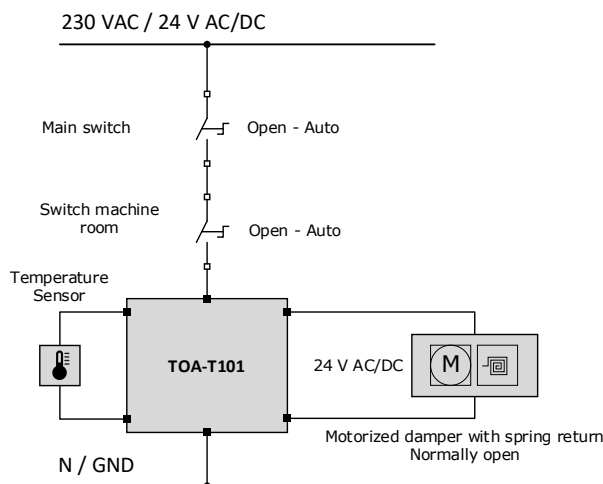 230 VAC / 24 V AC/DC
Main switch
Open - Auto
Switch machine
room
Open - Auto
Temperature
Sensor
TOA-T101
24 V AC/DC
M
Motorized damper with spring return
Normally open
N / GND